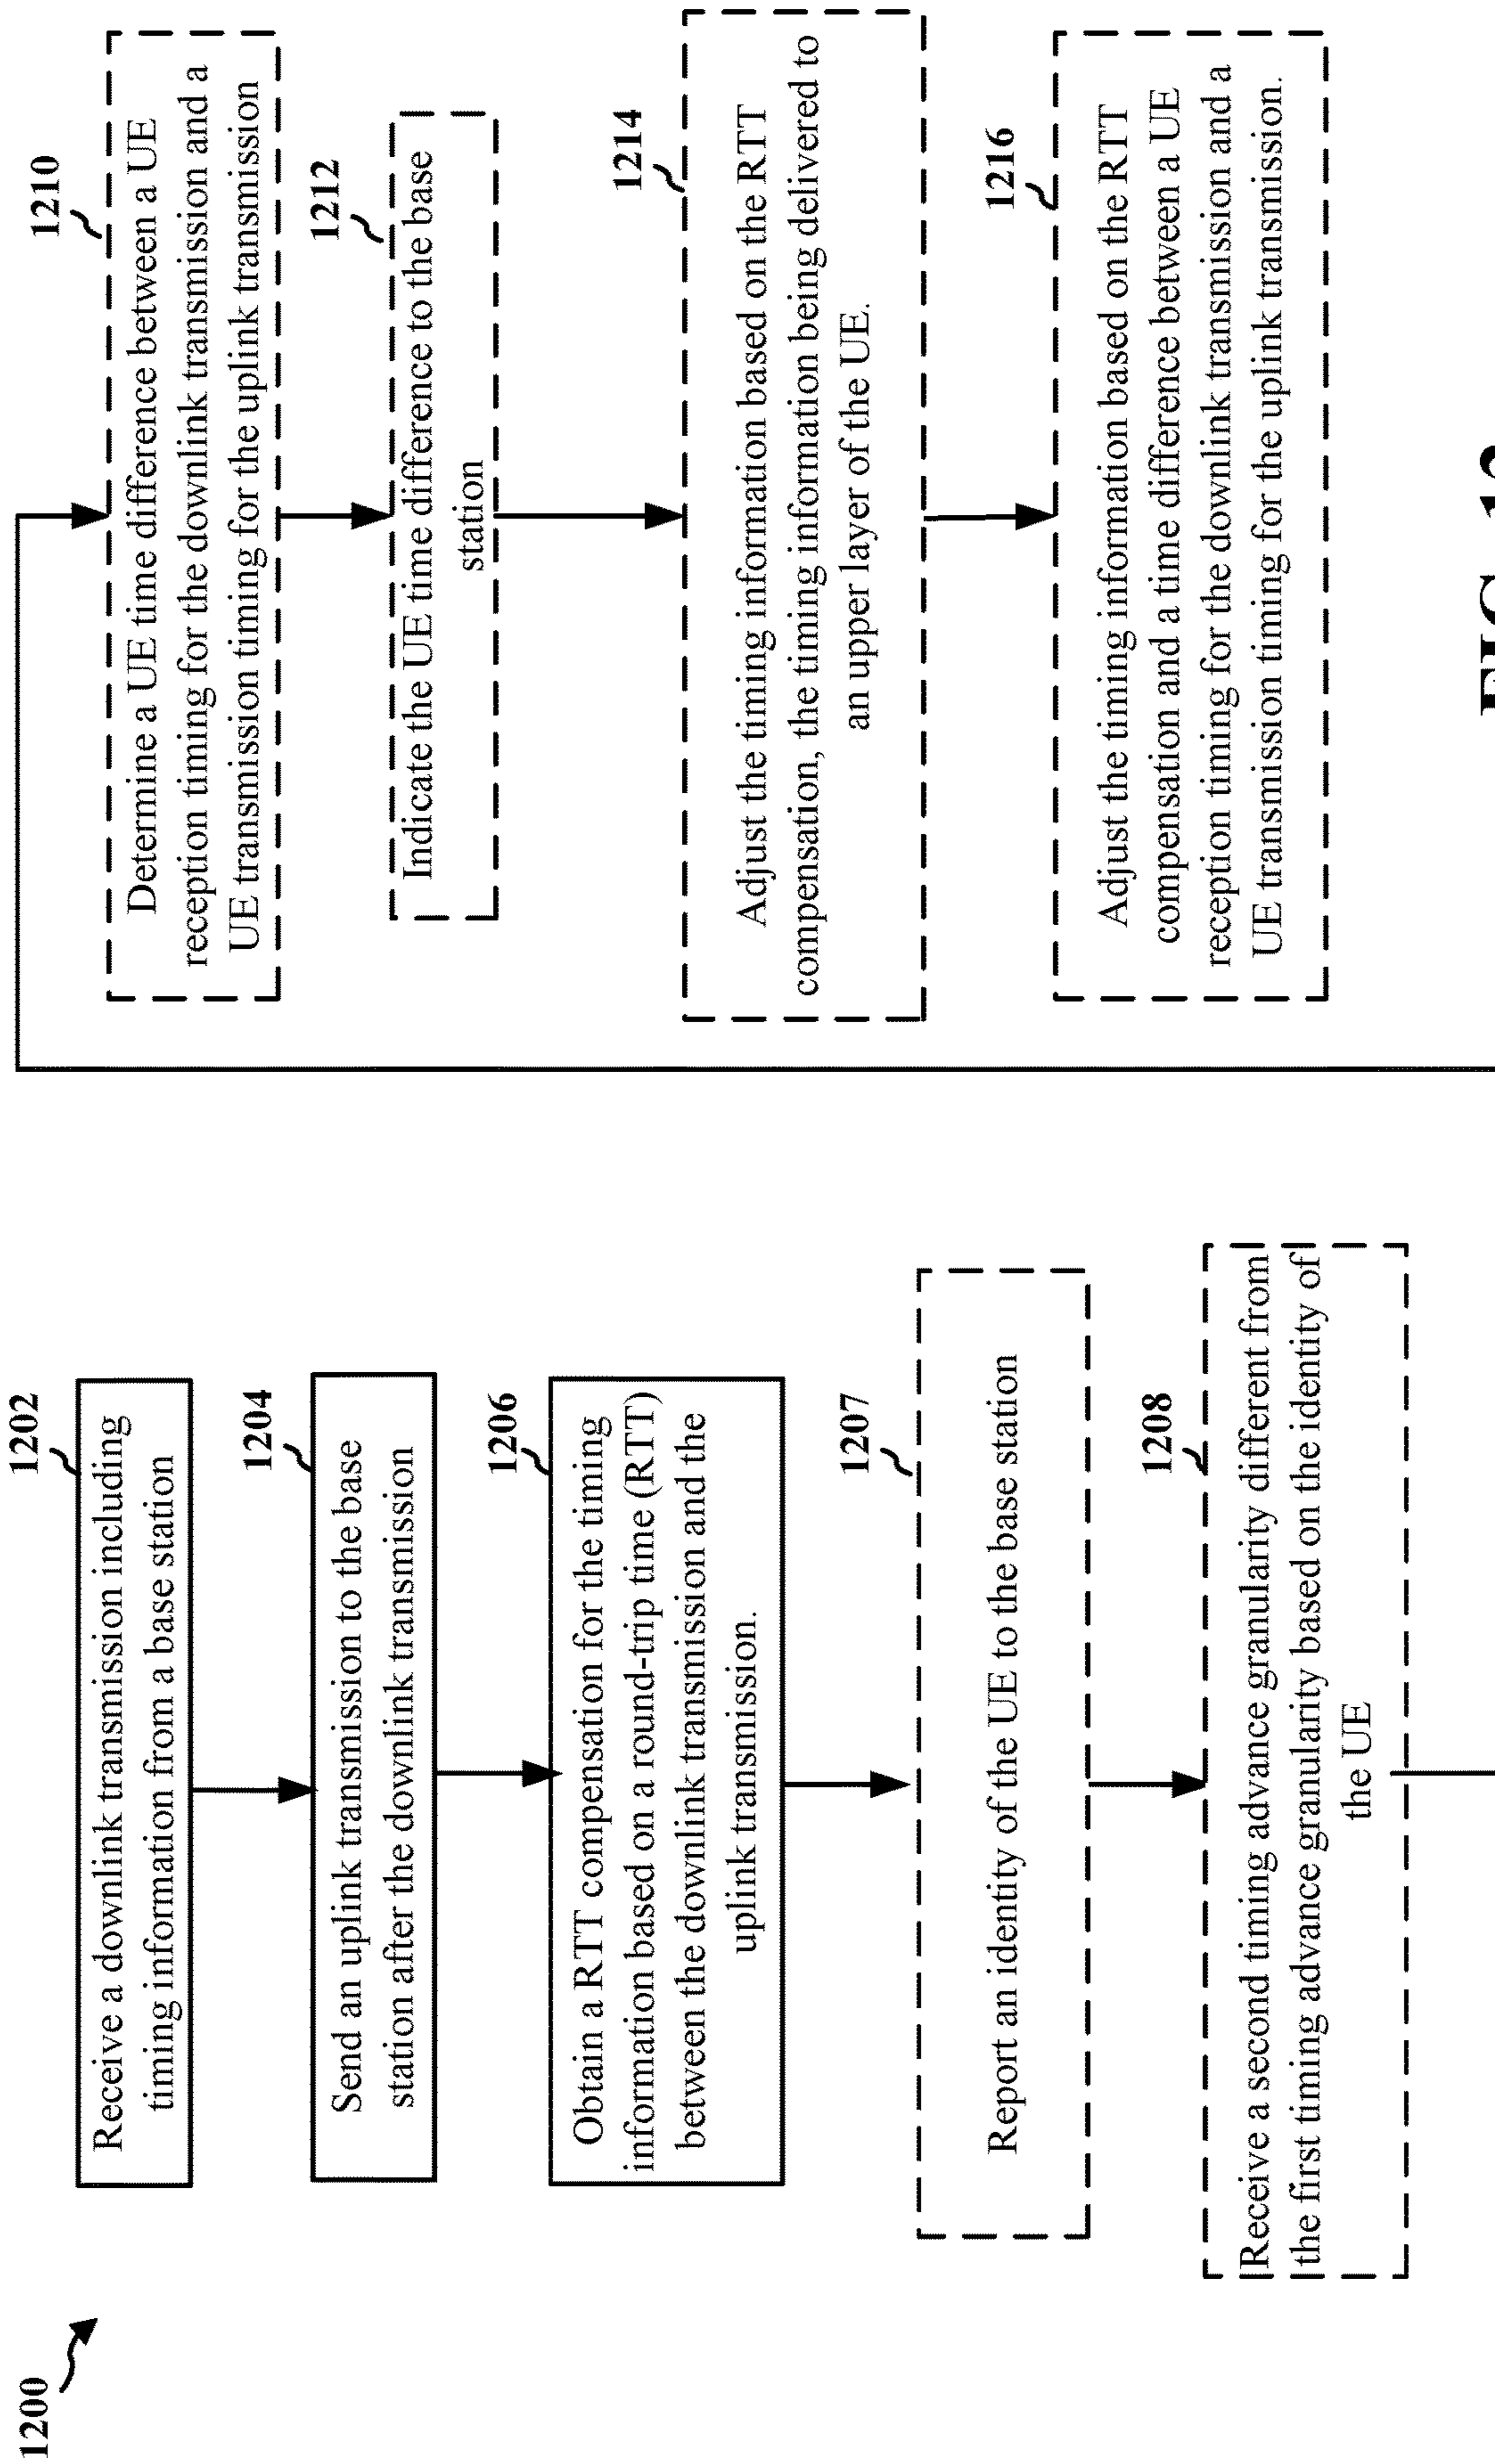 1200
1202
Receive a downlink transmission including
timing information from a base station
1204
Send an uplink transmission to the base
station after the downlink transmission
1206
Obtain a RTT compensation for the timing
information based on a round-trip time (RTT)
between the downlink transmission and the
uplink transmission.
1207
Report an identity of the UE to the base station
1208
Receive a second timing advance granularity different from
the first timing advance granularity based on the identity of
the UE
1210
Determine a UE time difference between a UE
reception timing for the downlink transmission and a
UE transmission timing for the uplink transmission
1212
Indicate the UE time difference to the base
station
1214
Adjust the timing information based on the RTT
compensation, the timing information being delivered to
an upper layer of the UE.
1216
Adjust the timing information based on the RTT
compensation and a time difference between a UE
reception timing for the downlink transmission and a
UE transmission timing for the uplink transmission.